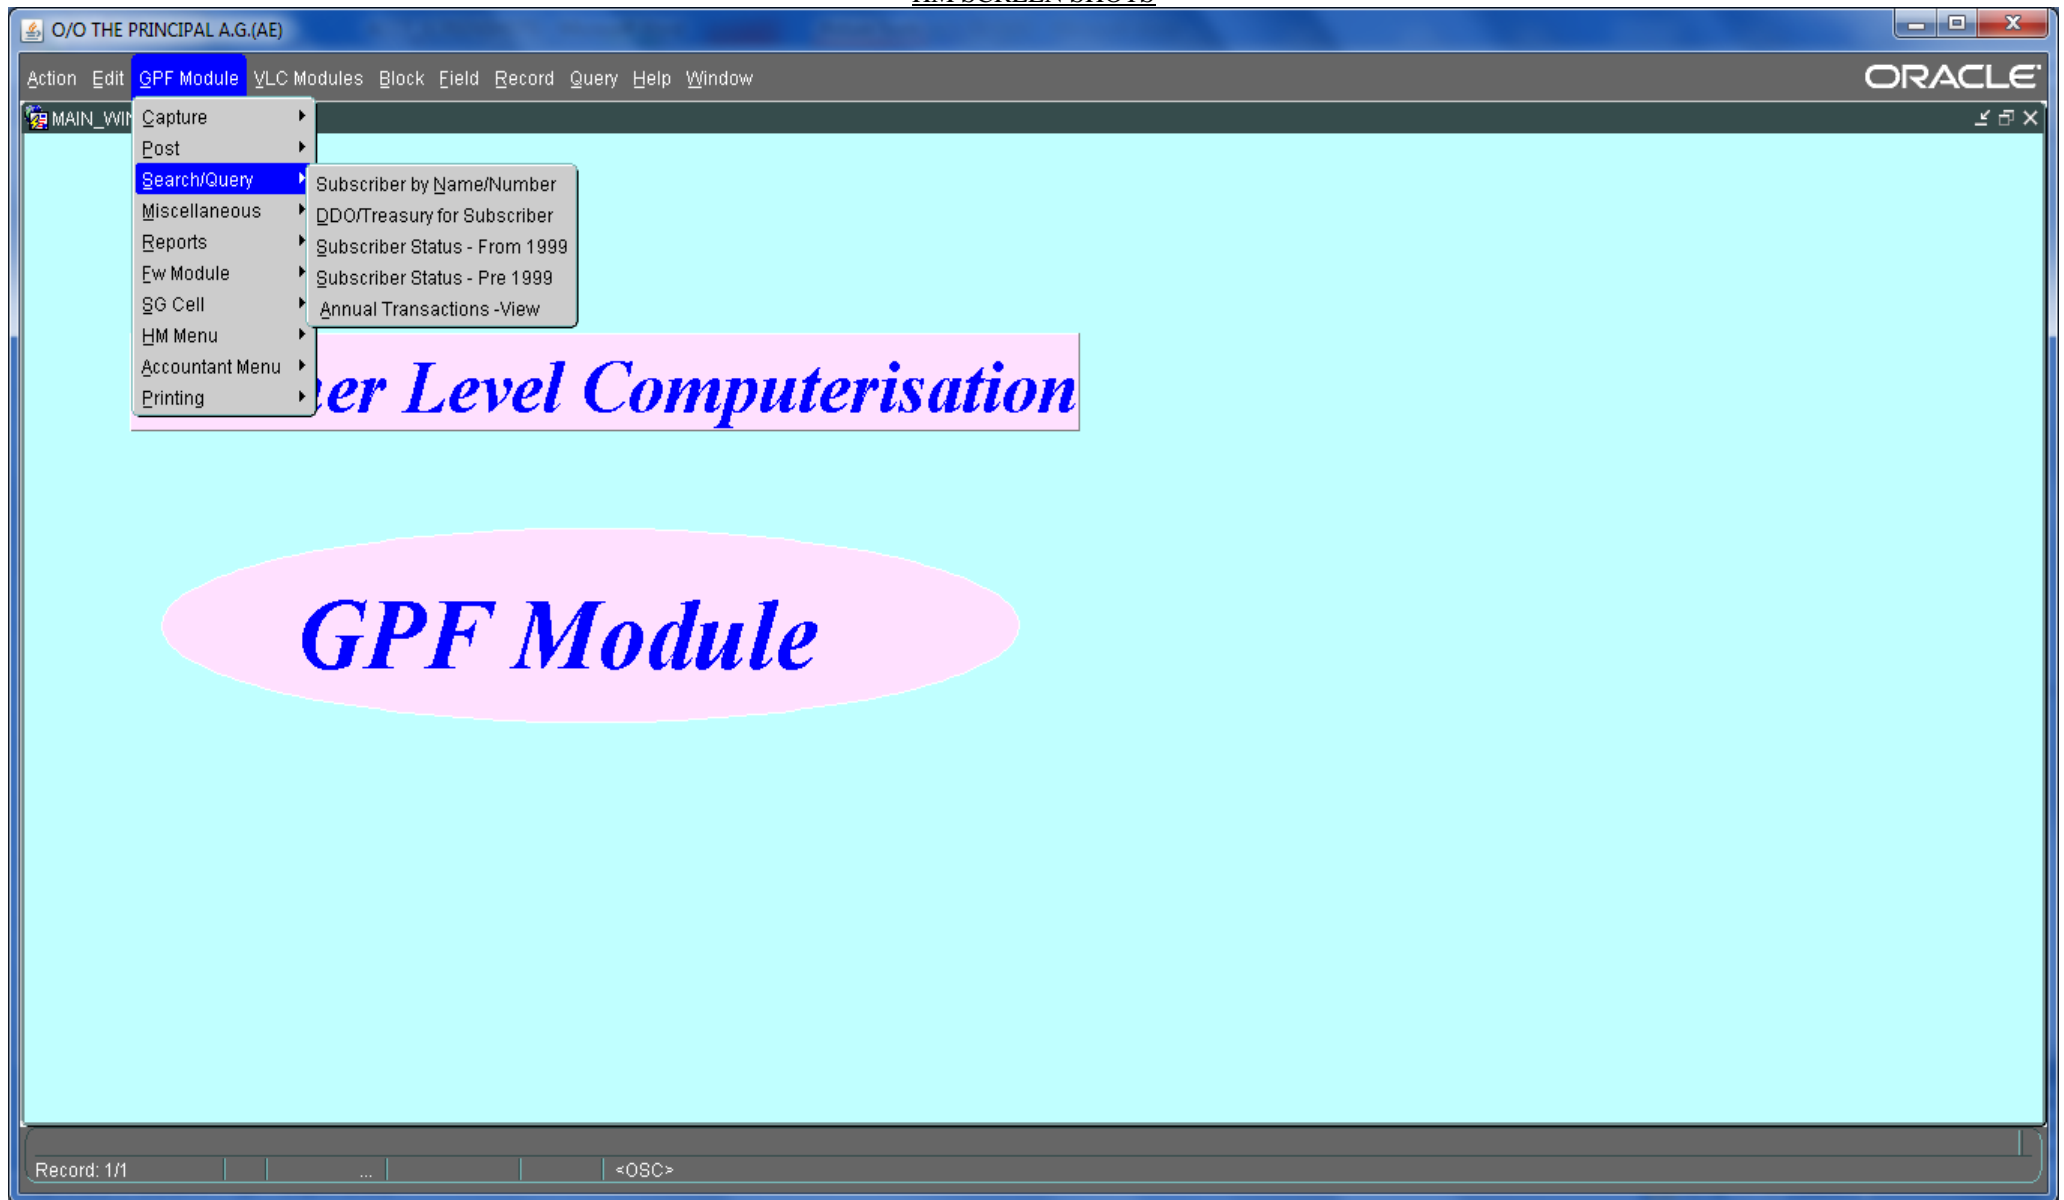 SCREEN SHOTS
O/O THE PRINCIPAL A.G.(AE)
Action Edit GPF Module VLC Modules Block Field Record Query Help Window
ORACLE
MAIN_WIN
Capture
Post
Search/Query
Miscellaneous
Reports
Fw Module
SG Cell
HM Menu
Accountant Menu
Printing
Subscriber by Name/Number
DDO/Treasury for Subscriber
Subscriber Status - From 1999
Subscriber Status - Pre 1999
Annual Transactions -View
er Level Computerisation
GPF Module
Record: 1/1 ... <OSC>